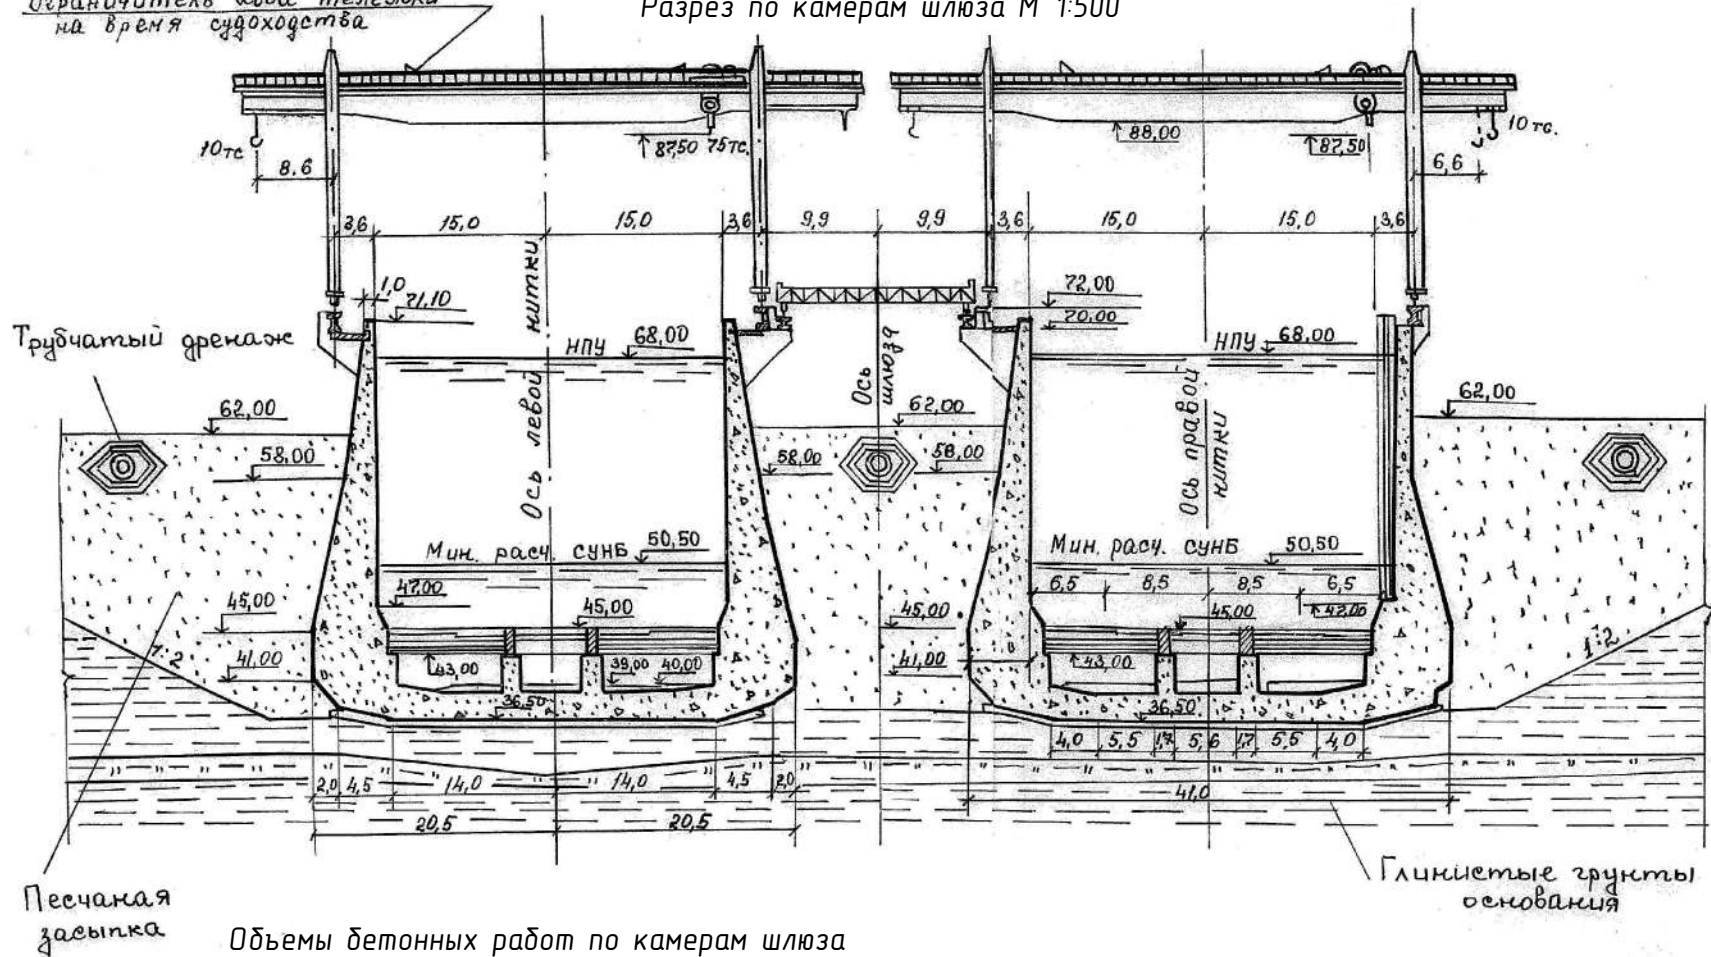 Ограничитель хода тележки
на время судоходства
Разрез по камерам шлюза М 1:500
10тс
87,50 75тс.
88,00
87,50
10тс.
8.6
6,6
3,6 15,0 15,0 3,6 9,9 9,9 3,6 15,0 15,0 3,6
1,0
71,10
72,00
70,00
Трубчатый дренаж
НПУ 68,00
НПУ 68,00
Ось левой нитки
Ось шлюза
Ось правой нитки
62,00
62,00
62,00
58,00
58,00
58,00
Мин. расч. СУНБ 50,50
Мин. расч. СУНБ 50,50
6,5 8,5 8,5 6,5
47.00
47.00
45,00
45,00
45,00
45,00
1:2
1:2
41,00
43,00
39,00
40,00
41,00
43,00
36,50
36,50
4,0 5,5 1,7 5,6 1,7 5,5 4,0
2,0 4,5 14,0 14,0 4,5 2,0
41,0
20,5 20,5
Песчаная
засыпка
Глинистые грунты
основания
Объемы бетонных работ по камерам шлюза